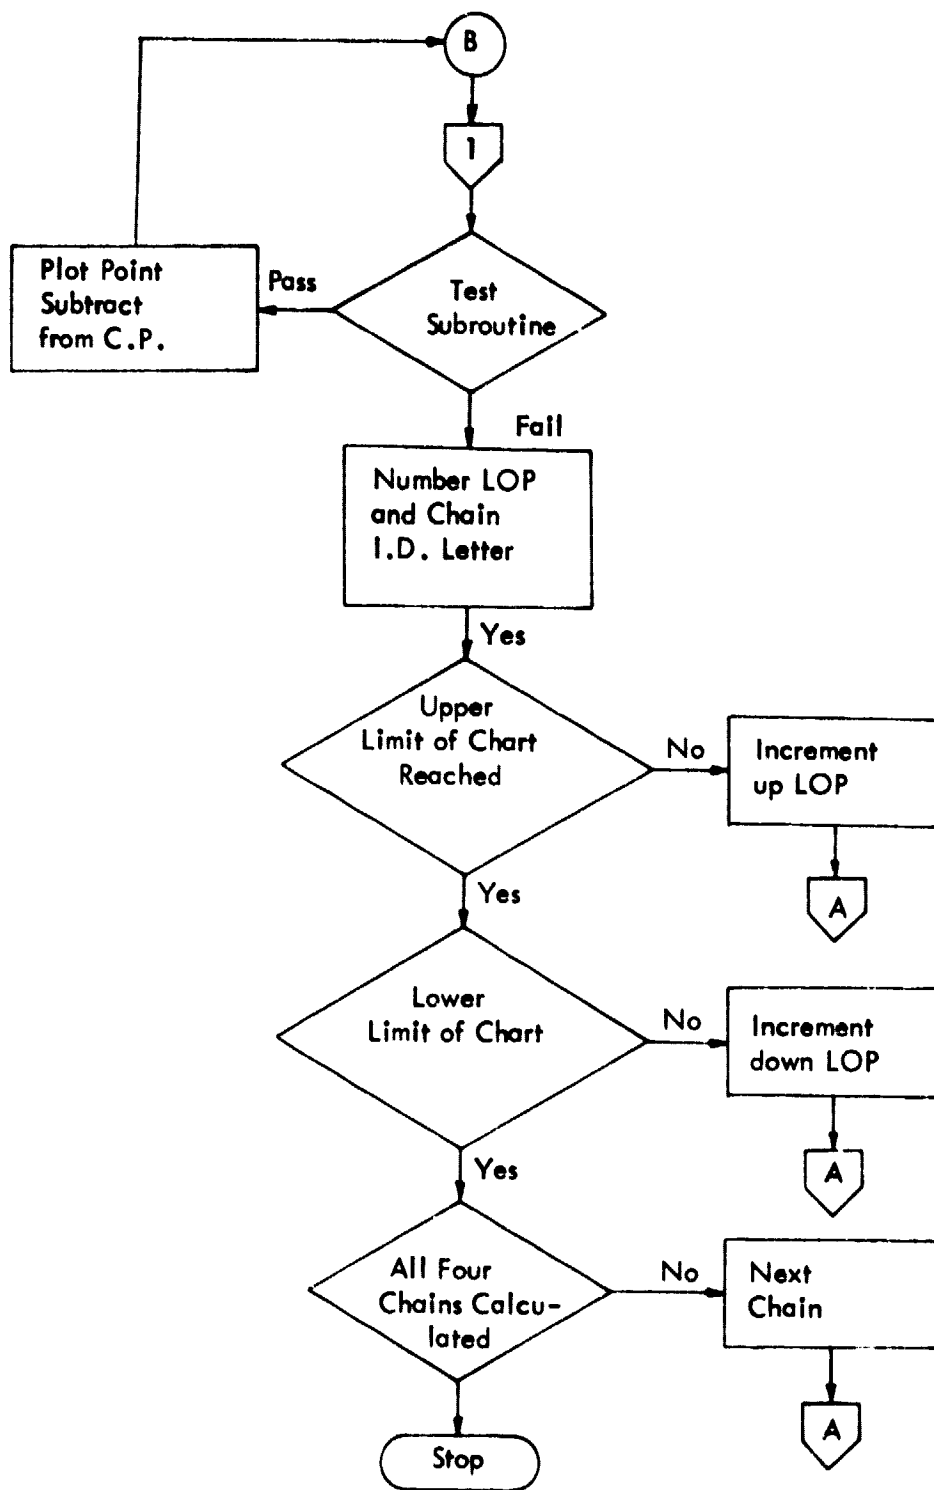 B
1
Plot Point
Subtract
from C.P.
Pass
Test
Subroutine
Fail
Number LOP
and Chain
I.D. Letter
Yes
Upper
Limit of Chart
Reached
No
Increment
up LOP
A
Yes
Lower
Limit of Chart
No
Increment
down LOP
A
Yes
All Four
Chains Calcu-
lated
No
Next
Chain
A
Stop